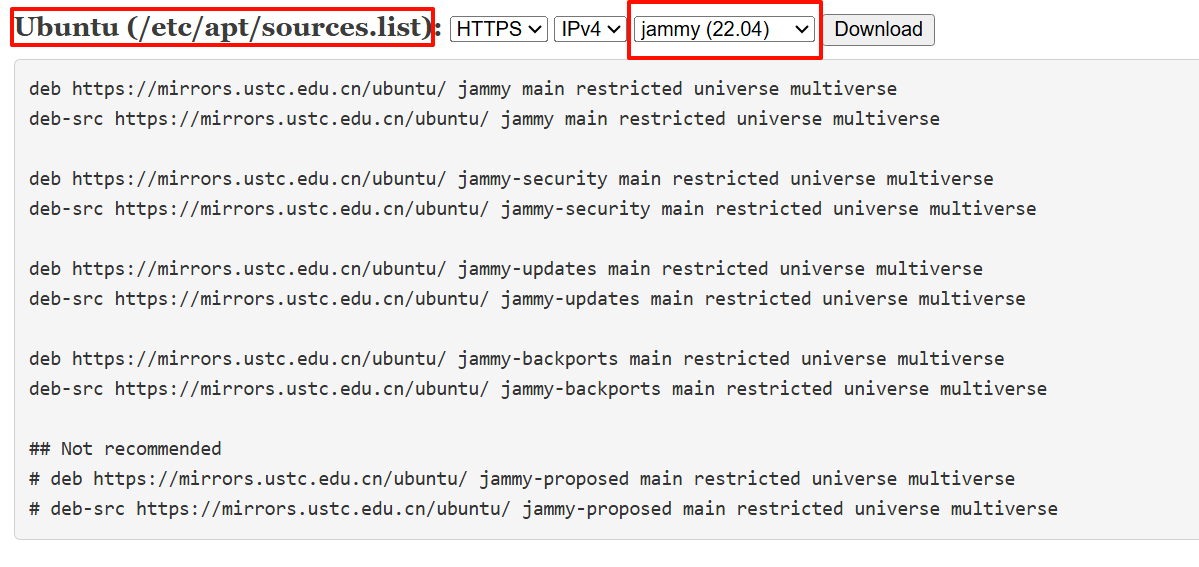 Ubuntu (/etc/apt/sources.list): HTTPS IPv4 jammy (22.04) Download
deb https://mirrors.ustc.edu.cn/ubuntu/ jammy main restricted universe multiverse
deb-src https://mirrors.ustc.edu.cn/ubuntu/ jammy main restricted universe multiverse
deb https://mirrors.ustc.edu.cn/ubuntu/ jammy-security main restricted universe multiverse
deb-src https://mirrors.ustc.edu.cn/ubuntu/ jammy-security main restricted universe multiverse
deb https://mirrors.ustc.edu.cn/ubuntu/ jammy-updates main restricted universe multiverse
deb-src https://mirrors.ustc.edu.cn/ubuntu/ jammy-updates main restricted universe multiverse
deb https://mirrors.ustc.edu.cn/ubuntu/ jammy-backports main restricted universe multiverse
deb-src https://mirrors.ustc.edu.cn/ubuntu/ jammy-backports main restricted universe multiverse
## Not recommended
# deb https://mirrors.ustc.edu.cn/ubuntu/ jammy-proposed main restricted universe multiverse
# deb-src https://mirrors.ustc.edu.cn/ubuntu/ jammy-proposed main restricted universe multiverse